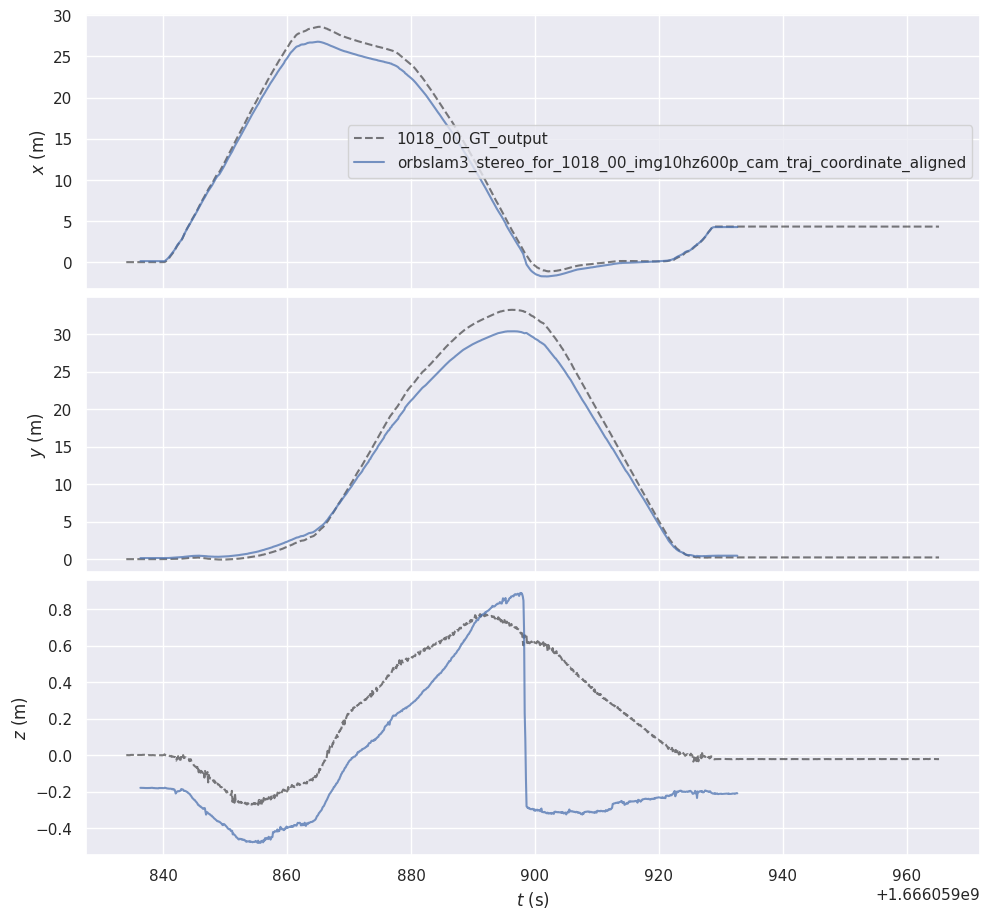 30
25
20
15
10
5
0
x (m)
1018_00_GT_output
orbslam3_stereo_for_1018_00_img10hz600p_cam_traj_coordinate_aligned
30
25
20
15
10
5
0
y (m)
0.8
0.6
0.4
0.2
0.0
−0.2
−0.4
z (m)
840 860 880 900 920 940 960
t (s)
+1.666059e9